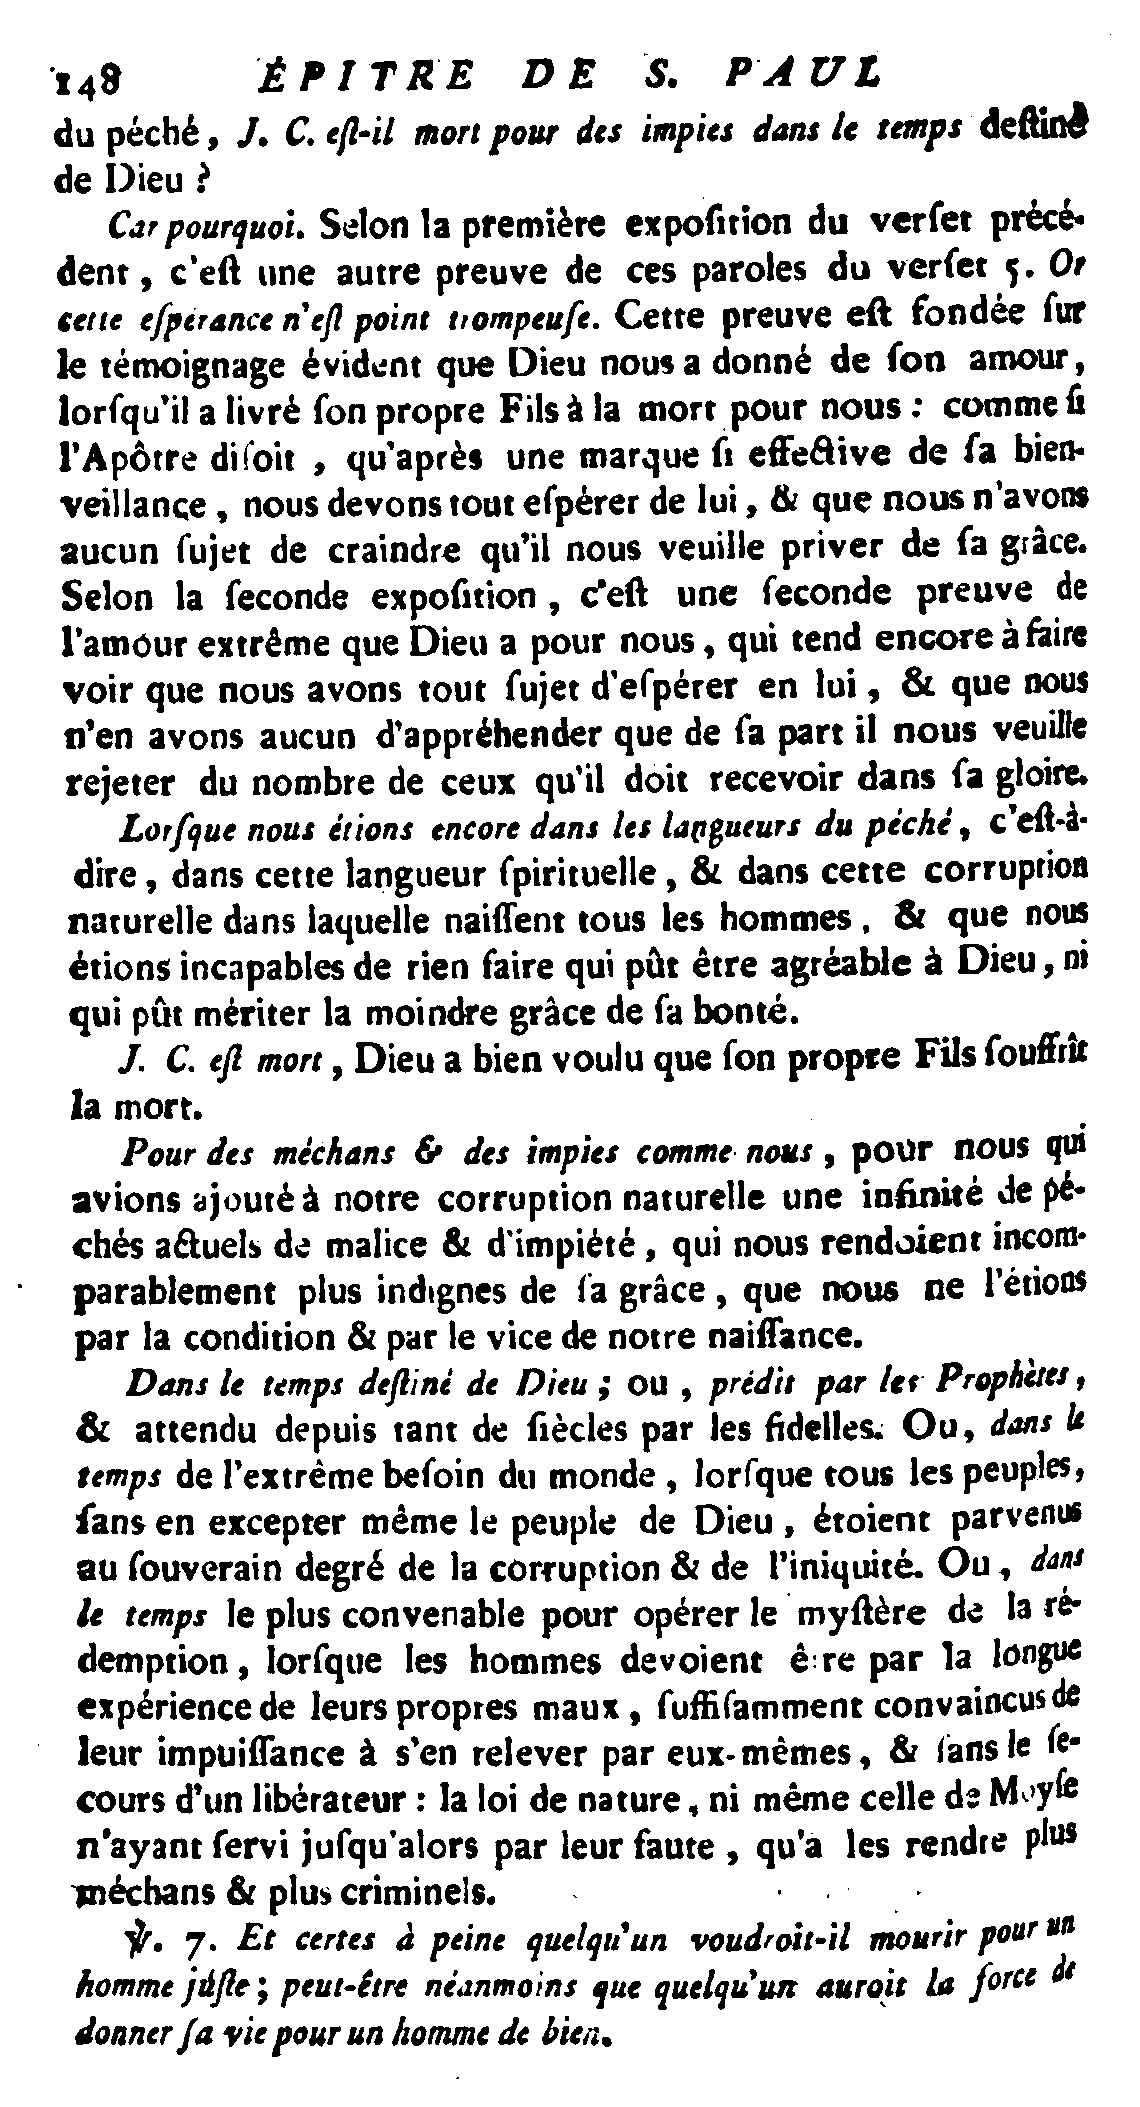 148 ÉPITRE DE S. PAUL
du péché, J. C. eſt-il mort pour des impies dans le temps deſtiné
de Dieu ?
Car pourquoi. Selon la première expoſition du verſet précé-
dent, c'eſt une autre preuve de ces paroles du verſet 5. Or
cette eſpérance n'eſt point trompeuſe. Cette preuve eſt fondée ſur
le témoignage évident que Dieu nous a donné de ſon amour,
lorſqu'il a livré ſon propre Fils à la mort pour nous : comme ſi
l'Apôtre diſoit, qu'après une marque ſi effective de ſa bien-
veillance, nous devons tout eſpérer de lui, & que nous n'avons
aucun ſujet de craindre qu'il nous veuille priver de ſa grâce.
Selon la ſeconde expoſition, c'eſt une ſeconde preuve de
l'amour extrême que Dieu a pour nous, qui tend encore à faire
voir que nous avons tout ſujet d'eſpérer en lui, & que nous
n'en avons aucun d'appréhender que de ſa part il nous veuille
rejeter du nombre de ceux qu'il doit recevoir dans ſa gloire.
Lorſque nous étions encore dans les langueurs du péché, c'eſt-à-
dire, dans cette langueur ſpirituelle, & dans cette corruption
naturelle dans laquelle naiſſent tous les hommes, & que nous
étions incapables de rien faire qui pût être agréable à Dieu, ni
qui pût mériter la moindre grâce de ſa bonté.
J. C. eſt mort, Dieu a bien voulu que ſon propre Fils ſouffrît
la mort.
Pour des méchans & des impies comme nous, pour nous qui
avions ajouté à notre corruption naturelle une infinité de pé-
chés actuels de malice & d'impiété, qui nous rendoient incom-
parablement plus indignes de ſa grâce, que nous ne l'étions
par la condition & par le vice de notre naiſſance.
Dans le temps deſtiné de Dieu ; ou, prédit par les Prophètes,
& attendu depuis tant de ſiècles par les fidelles. Ou, dans le
temps de l'extrême beſoin du monde, lorſque tous les peuples,
ſans en excepter même le peuple de Dieu, étoient parvenus
au ſouverain degré de la corruption & de l'iniquité. Ou, dans
le temps le plus convenable pour opérer le myſtère de la ré-
demption, lorſque les hommes devoient être par la longue
expérience de leurs propres maux, ſuffiſamment convaincus de
leur impuiſſance à s'en relever par eux-mêmes, & ſans le ſe-
cours d'un libérateur : la loi de nature, ni même celle de Moyſe
n'ayant ſervi juſqu'alors par leur faute, qu'à les rendre plus
méchans & plus criminels.
℣. 7. Et certes à peine quelqu'un voudroit-il mourir pour un
homme juſte ; peut-être néanmoins que quelqu'un auroit la force de
donner ſa vie pour un homme de bien.